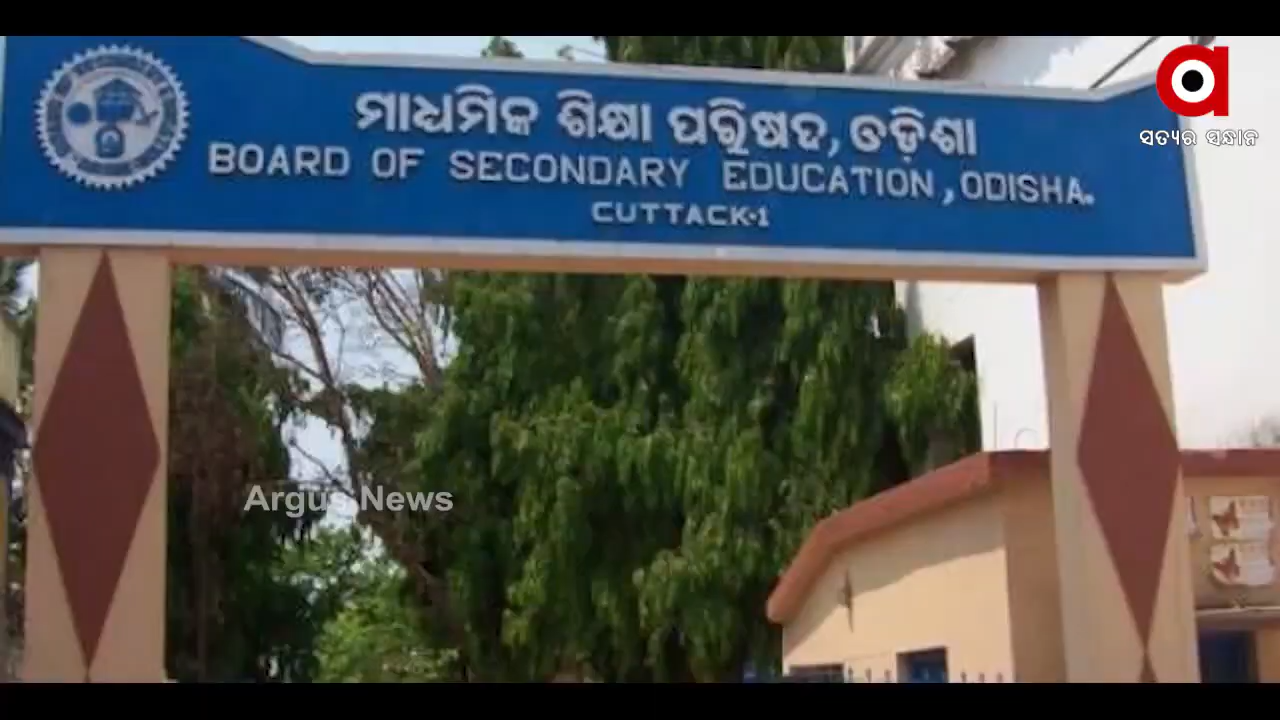 ମାଧ୍ୟମିକ ଶିକ୍ଷା ପରିଷଦ, ଓଡ଼ିଶା
BOARD OF SECONDARY EDUCATION, ODISHA.
CUTTACK-1
ସତ୍ୟର ସନ୍ଧାନ
Argus News